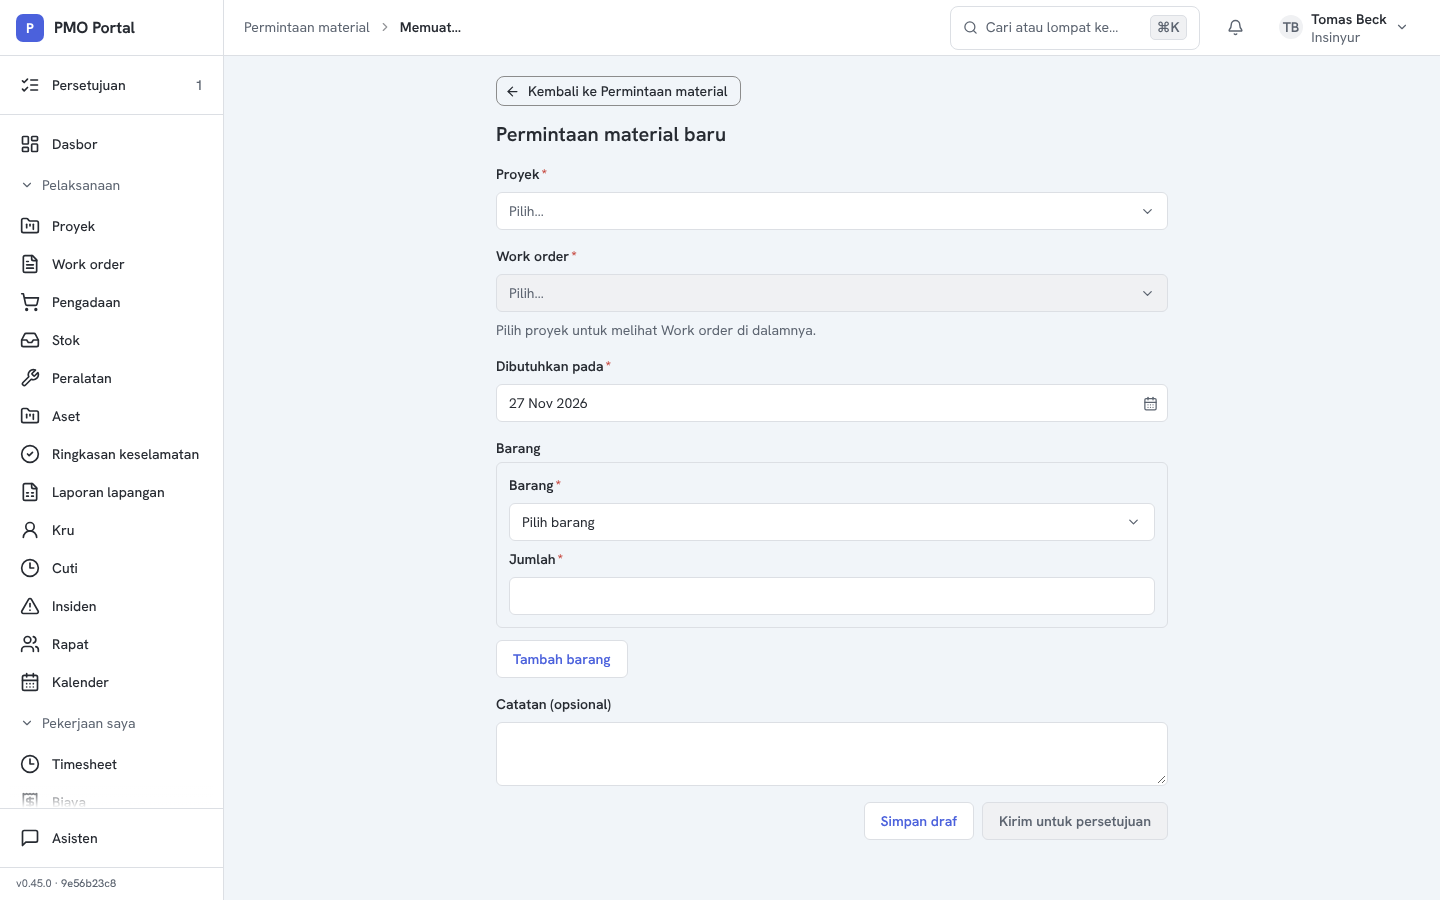 P PMO Portal
Permintaan material > Memuat...
Cari atau lompat ke... ⌘K
TB Tomas Beck
Insinyur
Persetujuan 1
Dasbor
Pelaksanaan
Proyek
Work order
Pengadaan
Stok
Peralatan
Aset
Ringkasan keselamatan
Laporan lapangan
Kru
Cuti
Insiden
Rapat
Kalender
Pekerjaan saya
Timesheet
Biaya
Asisten
v0.45.0 · 9e56b23c8
Kembali ke Permintaan material
Permintaan material baru
Proyek*
Pilih...
Work order*
Pilih...
Pilih proyek untuk melihat Work order di dalamnya.
Dibutuhkan pada*
27 Nov 2026
Barang
Barang*
Pilih barang
Jumlah*
Tambah barang
Catatan (opsional)
Simpan draf
Kirim untuk persetujuan